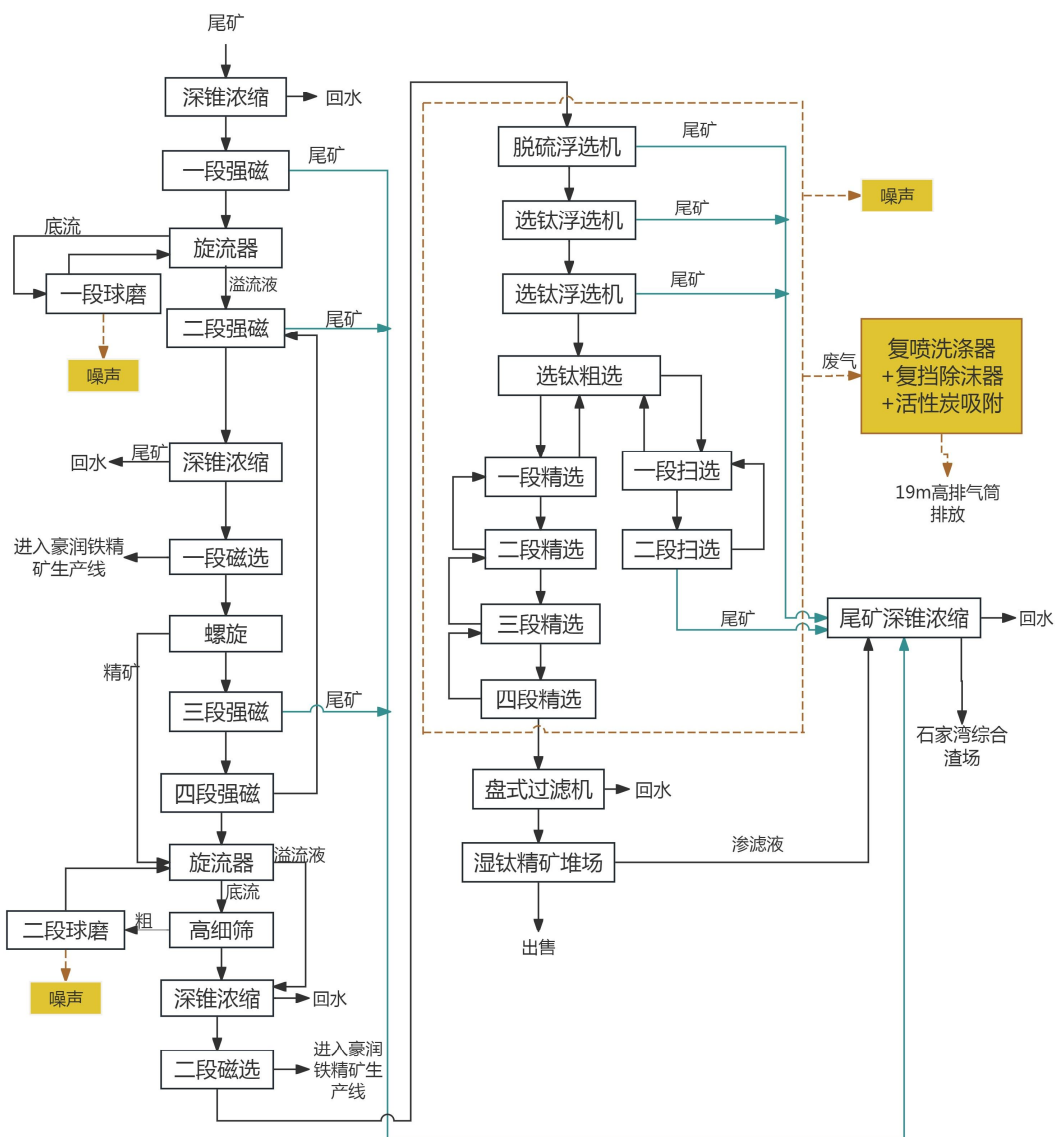 尾矿
深锥浓缩
回水
一段强磁
尾矿
底流
旋流器
一段球磨
溢流液
二段强磁
尾矿
噪声
回水
尾矿
深锥浓缩
进入豪润铁精
矿生产线
一段磁选
螺旋
精矿
三段强磁
尾矿
四段强磁
旋流器
溢流液
底流
二段球磨
粗
高细筛
噪声
深锥浓缩
回水
二段磁选
进入豪润
铁精矿生
产线
脱硫浮选机
尾矿
选钛浮选机
尾矿
选钛浮选机
尾矿
选钛粗选
一段精选
一段扫选
二段精选
二段扫选
三段精选
尾矿
四段精选
盘式过滤机
回水
湿钛精矿堆场
渗滤液
出售
噪声
废气
复喷洗涤器
+复挡除沫器
+活性炭吸附
19m高排气筒
排放
尾矿深锥浓缩
回水
石家湾综合
渣场